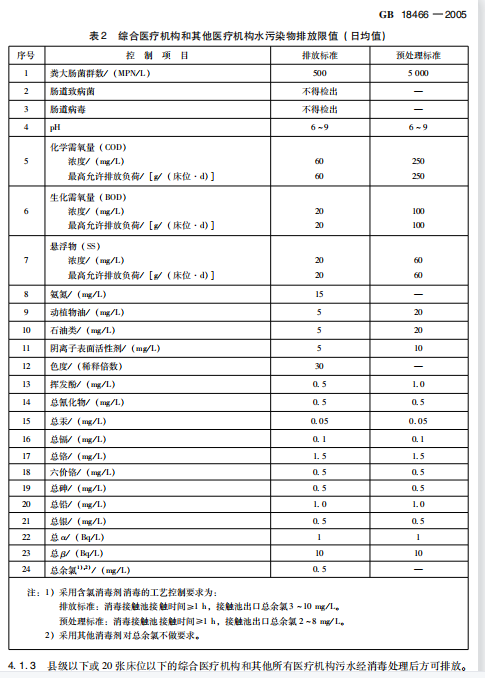 GB 18466—2005
表2 综合医疗机构和其他医疗机构水污染物排放限值(日均值)
序号 控制项目 排放标准 预处理标准
1 粪大肠菌群数/(MPN/L) 500 5 000
2 肠道致病菌 不得检出 —
3 肠道病毒 不得检出 —
4 pH 6~9 6~9
5 化学需氧量(COD)
浓度/(mg/L) 60 250
最高允许排放负荷/[g/(床位·d)] 60 250
6 生化需氧量(BOD)
浓度/(mg/L) 20 100
最高允许排放负荷/[g/(床位·d)] 20 100
7 悬浮物(SS)
浓度/(mg/L) 20 60
最高允许排放负荷/[g/(床位·d)] 20 60
8 氨氮/(mg/L) 15 —
9 动植物油/(mg/L) 5 20
10 石油类/(mg/L) 5 20
11 阴离子表面活性剂/(mg/L) 5 10
12 色度/(稀释倍数) 30 —
13 挥发酚/(mg/L) 0.5 1.0
14 总氰化物/(mg/L) 0.5 0.5
15 总汞/(mg/L) 0.05 0.05
16 总镉/(mg/L) 0.1 0.1
17 总铬/(mg/L) 1.5 1.5
18 六价铬/(mg/L) 0.5 0.5
19 总砷/(mg/L) 0.5 0.5
20 总铅/(mg/L) 1.0 1.0
21 总银/(mg/L) 0.5 0.5
22 总α/(Bq/L) 1 1
23 总β/(Bq/L) 10 10
24 总余氯1),2)/(mg/L) 0.5 —
注:1)采用含氯消毒剂消毒的工艺控制要求为:
排放标准:消毒接触池接触时间≥1 h,接触池出口总余氯3~10 mg/L。
预处理标准:消毒接触池接触时间≥1 h,接触池出口总余氯2~8 mg/L。
2)采用其他消毒剂对总余氯不做要求。
4.1.3 县级以下或20张床位以下的综合医疗机构和其他所有医疗机构污水经消毒处理后方可排放。